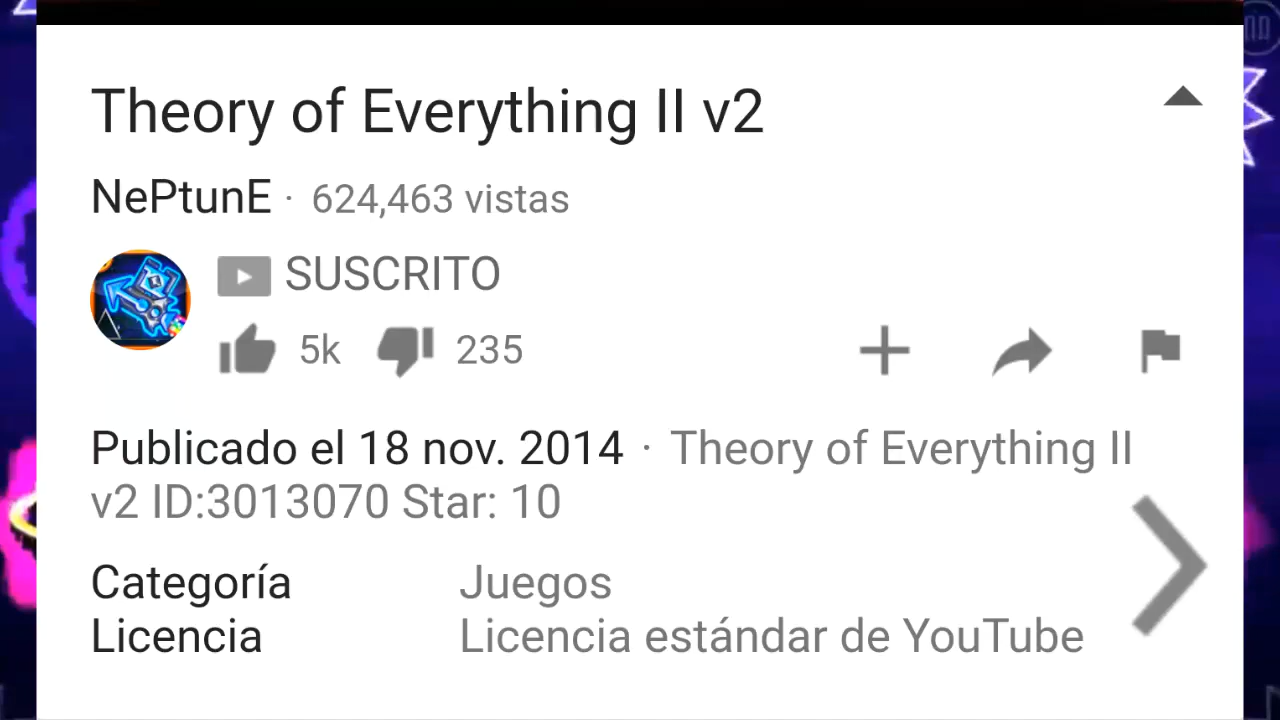 Theory of Everything II v2
NePtunE · 624,463 vistas
SUSCRITO
5k 235
Publicado el 18 nov. 2014 · Theory of Everything II
v2 ID:3013070 Star: 10
Categoría Juegos
Licencia Licencia estándar de YouTube